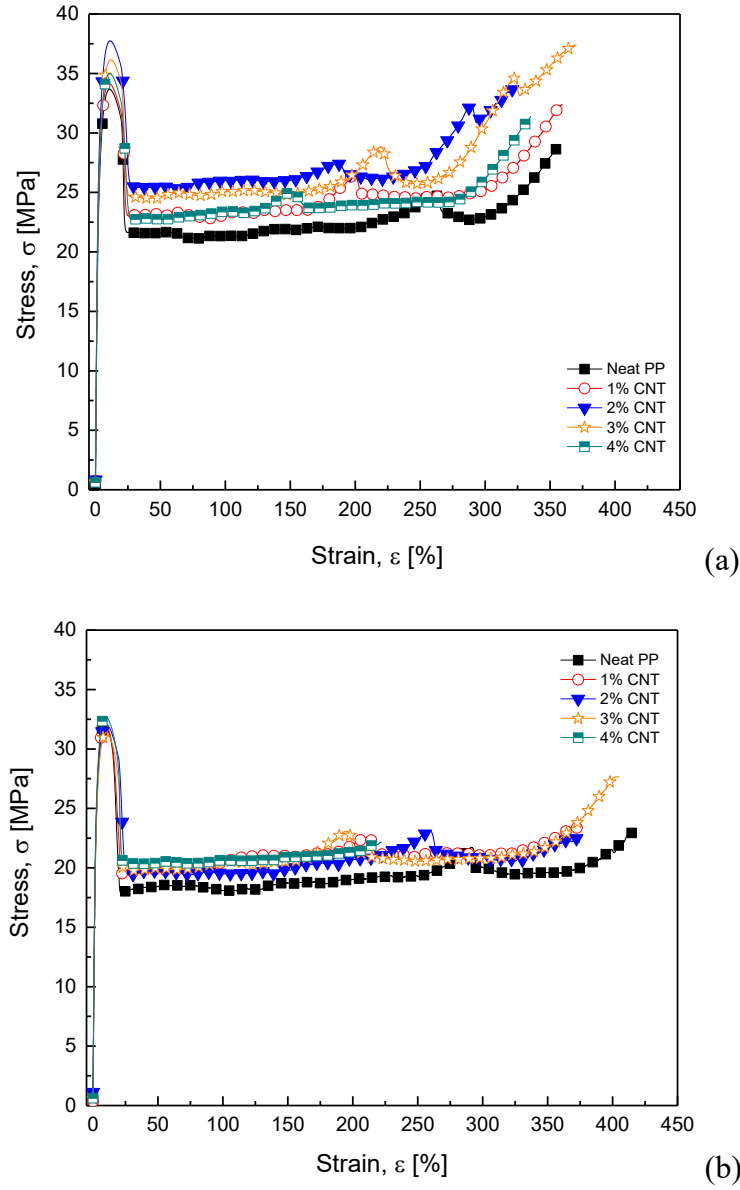 40
35
30
25
20
15
10
5
0
Stress, σ [MPa]
Neat PP
1% CNT
2% CNT
3% CNT
4% CNT
0 50 100 150 200 250 300 350 400 450
Strain, ε [%]
(a)
40
35
30
25
20
15
10
5
0
Stress, σ [MPa]
Neat PP
1% CNT
2% CNT
3% CNT
4% CNT
0 50 100 150 200 250 300 350 400 450
Strain, ε [%]
(b)